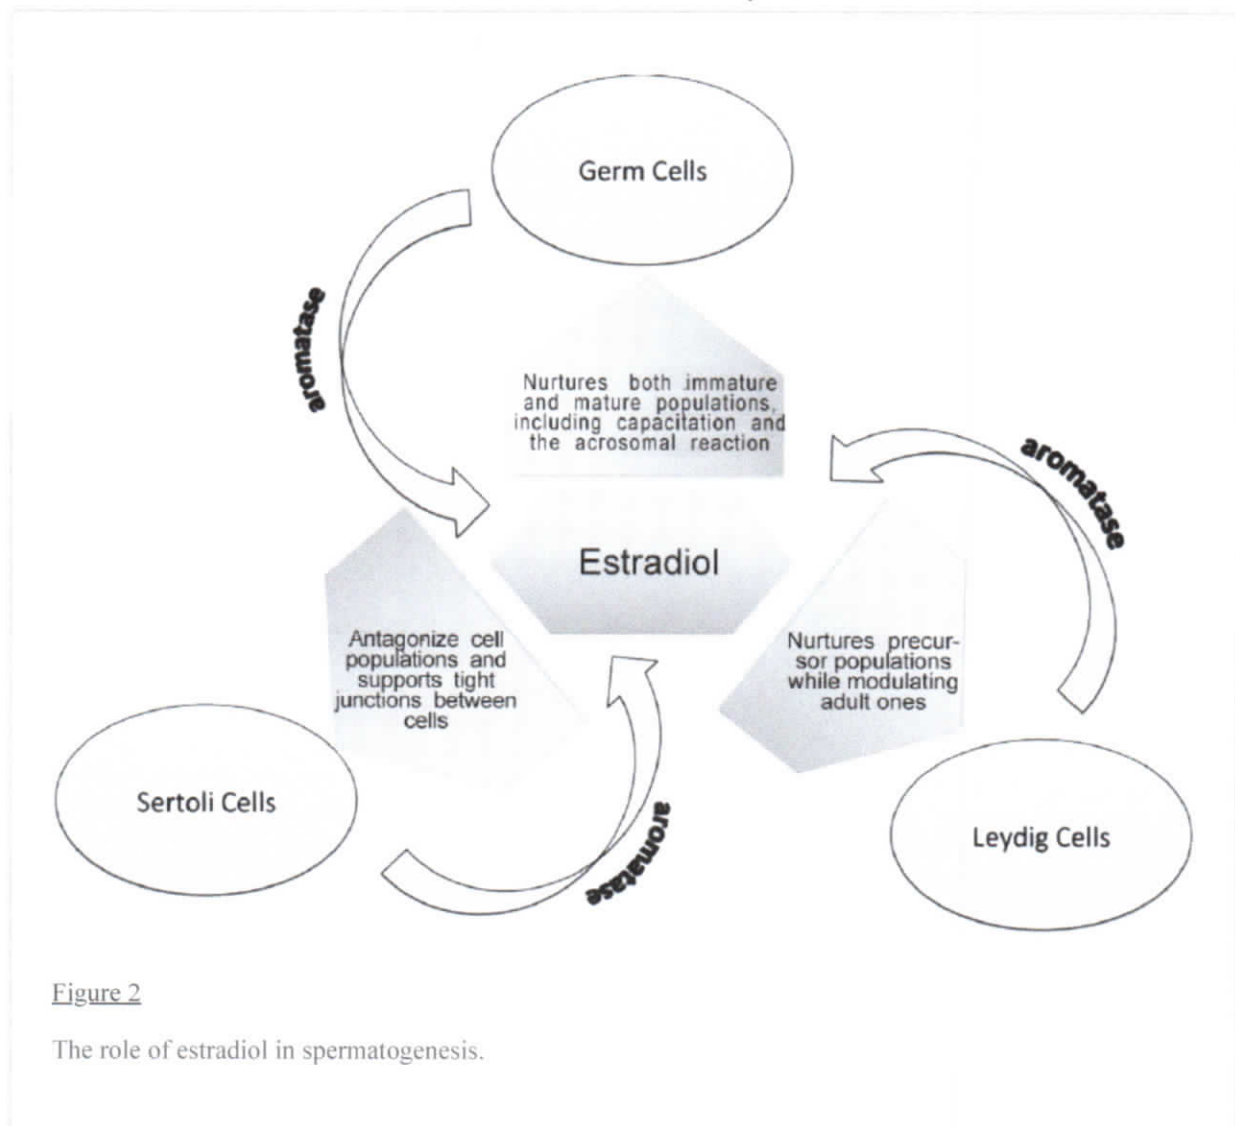 Germ Cells
aromatase
Nurtures both immature
and mature populations,
including capacitation and
the acrosomal reaction
aromatase
Estradiol
Antagonize cell
populations and
supports tight
junctions between
cells
Nurtures precur-
sor populations
while modulating
adult ones
Sertoli Cells
aromatase
Leydig Cells
Figure 2
The role of estradiol in spermatogenesis.